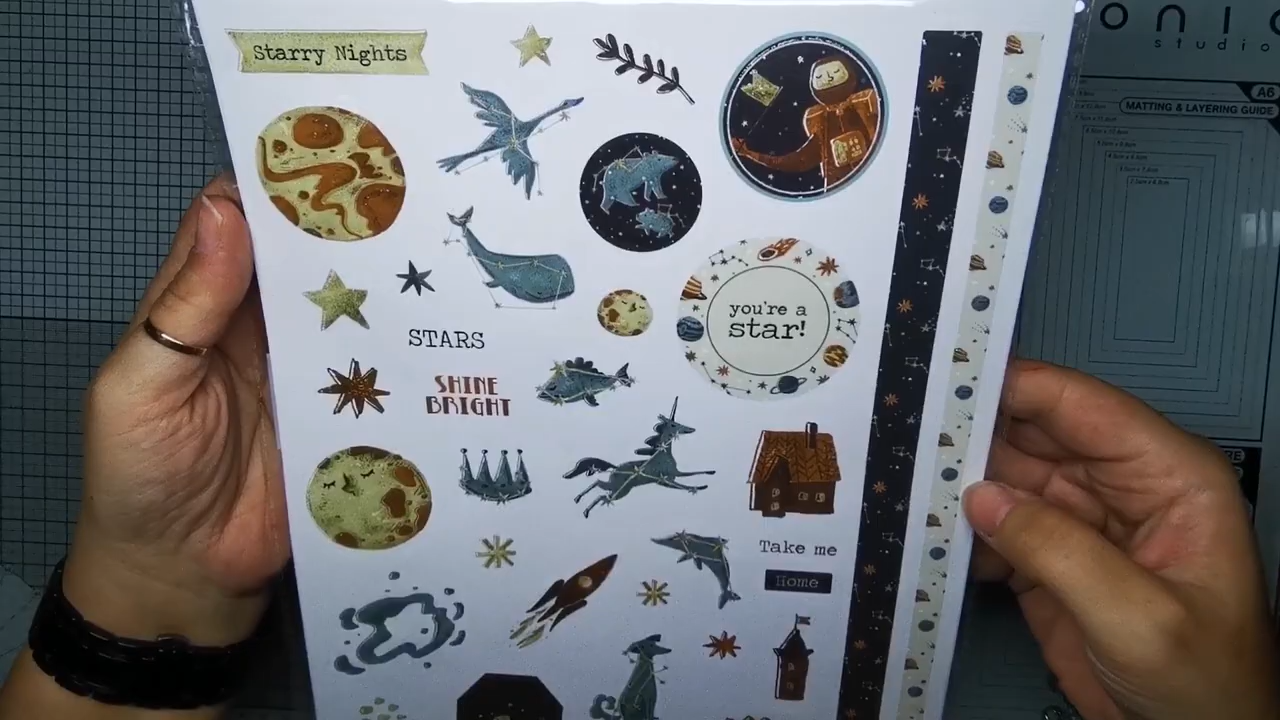 Starry Nights
you're a
star!
STARS
SHINE
BRIGHT
Take me
Home
studio
A6
MATTING & LAYERING GUIDE